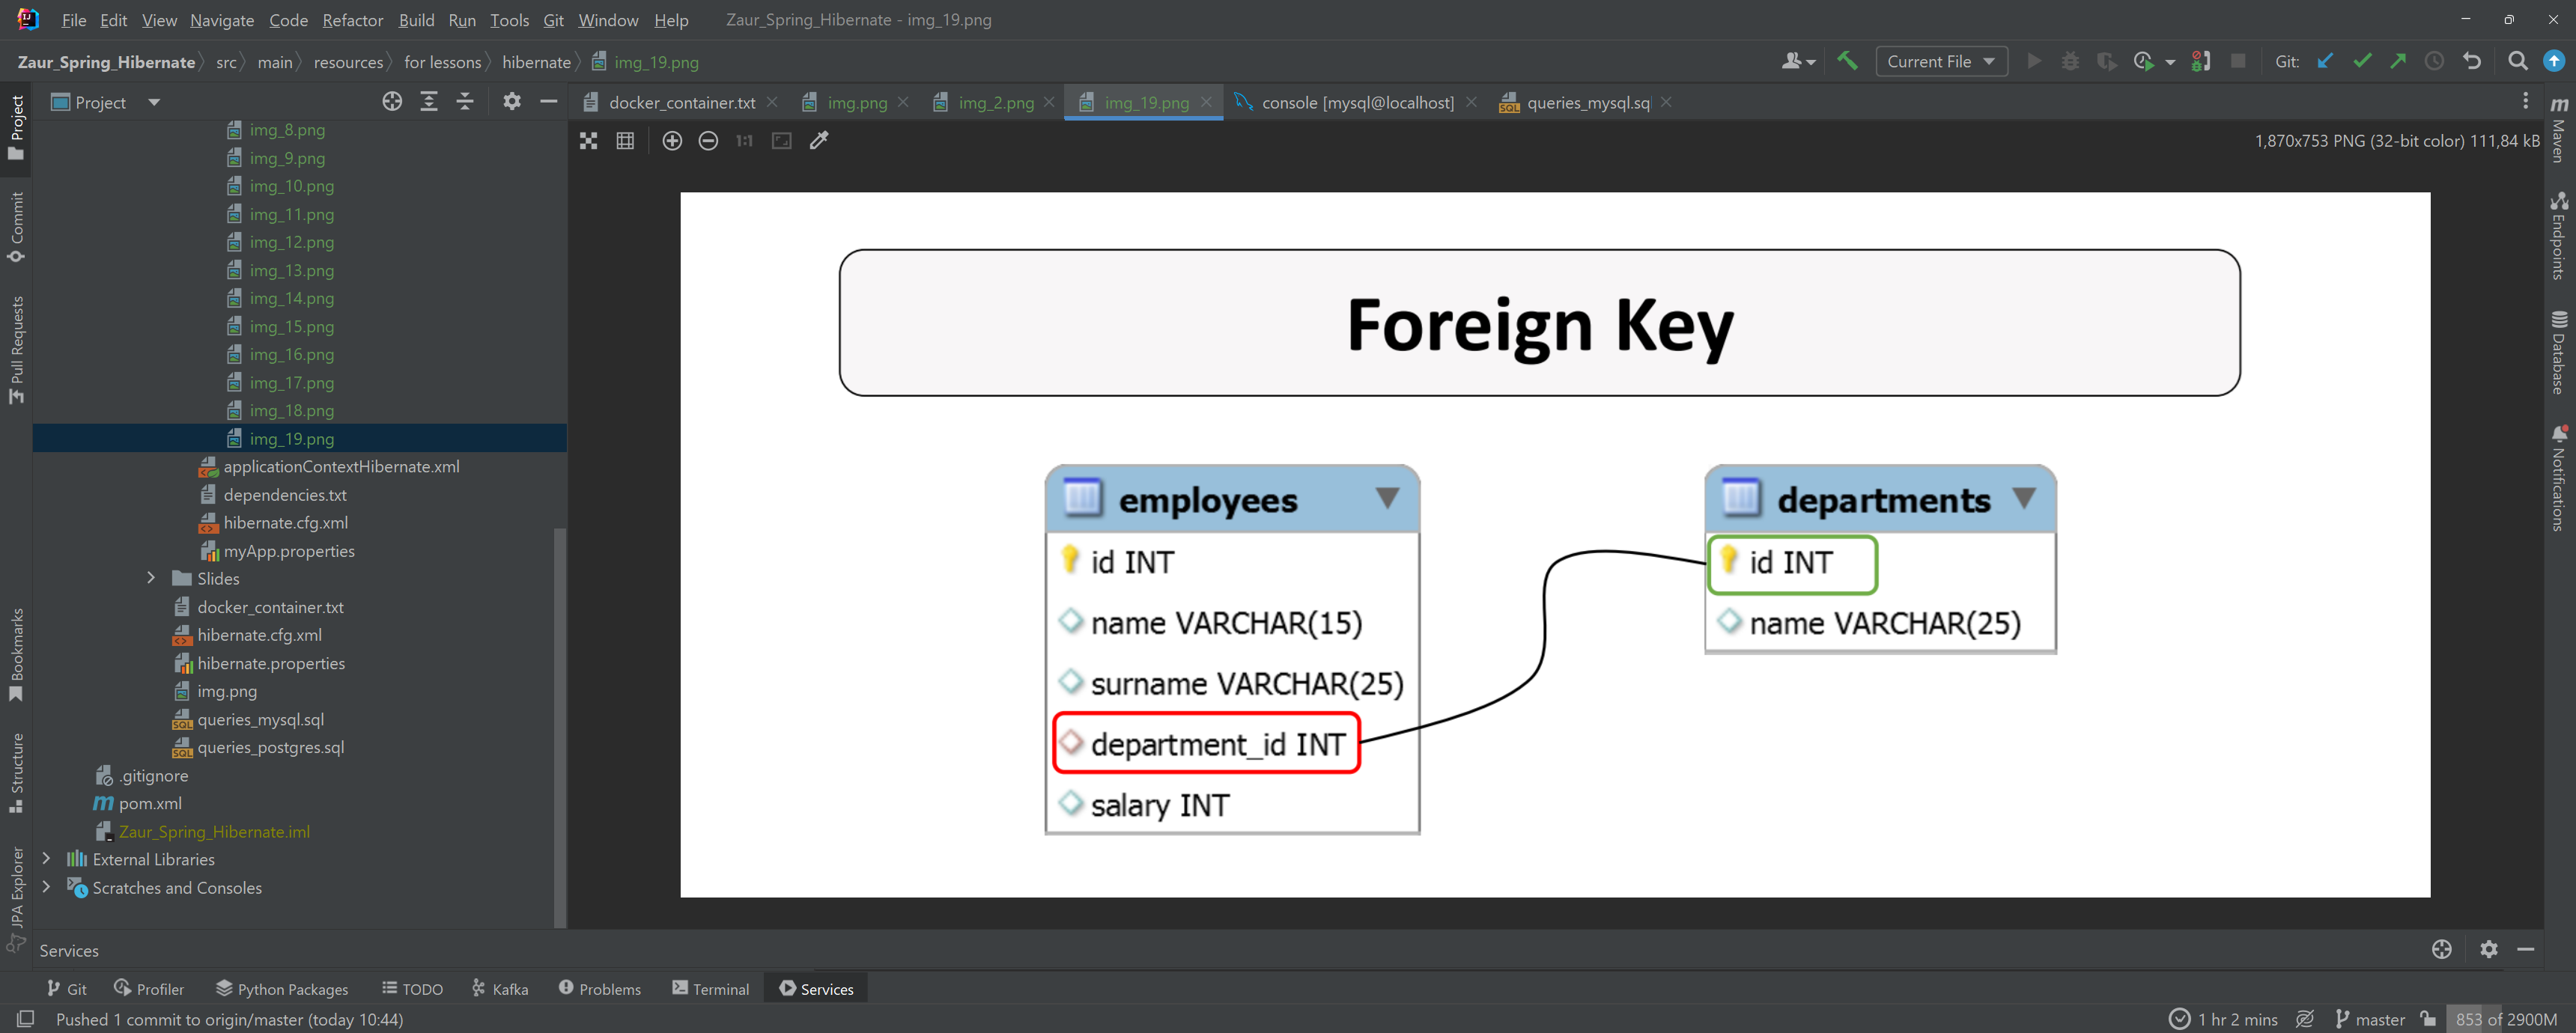 File Edit View Navigate Code Refactor Build Run Tools Git Window Help Zaur_Spring_Hibernate - img_19.png
Zaur_Spring_Hibernate src main resources for lessons hibernate img_19.png Current File Git:
Project docker_container.txt img.png img_2.png img_19.png console [mysql@localhost] queries_mysql.sql
1,870x753 PNG (32-bit color) 111,84 kB
Project
Commit
Pull Requests
Bookmarks
Structure
JPA Explorer
img_8.png
img_9.png
img_10.png
img_11.png
img_12.png
img_13.png
img_14.png
img_15.png
img_16.png
img_17.png
img_18.png
img_19.png
applicationContextHibernate.xml
dependencies.txt
hibernate.cfg.xml
myApp.properties
Slides
docker_container.txt
hibernate.cfg.xml
hibernate.properties
img.png
queries_mysql.sql
queries_postgres.sql
.gitignore
pom.xml
Zaur_Spring_Hibernate.iml
External Libraries
Scratches and Consoles
Foreign Key
employees
id INT
name VARCHAR(15)
surname VARCHAR(25)
department_id INT
salary INT
departments
id INT
name VARCHAR(25)
Maven
Endpoints
Database
Notifications
Services
Git Profiler Python Packages TODO Kafka Problems Terminal Services
Pushed 1 commit to origin/master (today 10:44) 1 hr 2 mins master 853 of 2900M